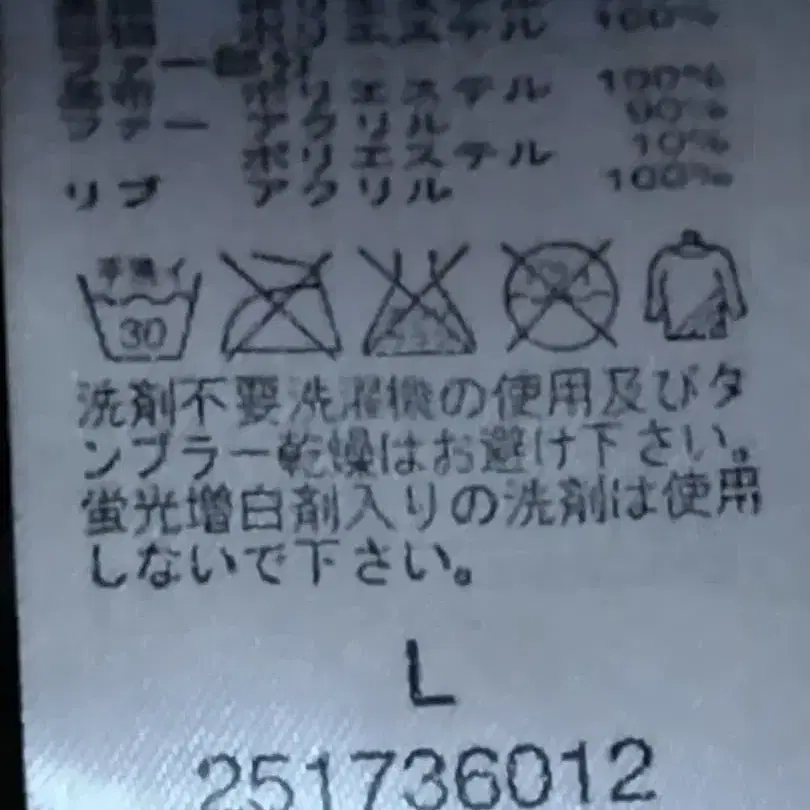 ポリエステル 100%
ファー部分
基布 ポリエステル 100%
ファー アクリル 90%
ポリエステル 10%
リブ アクリル 100%
手洗イ 30
洗剤不要洗濯機の使用及びタ
ンブラー乾燥はお避け下さい。
蛍光増白剤入りの洗剤は使用
しないで下さい。
L
251736012